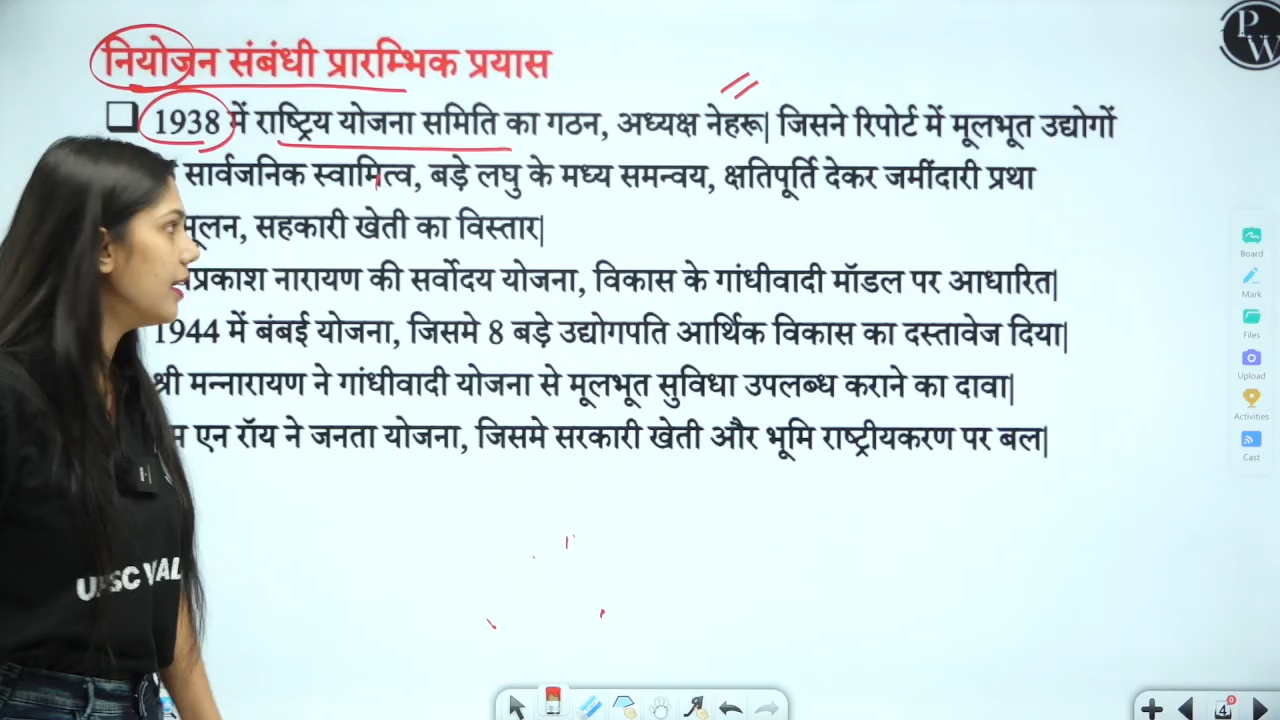 नियोजन संबंधी प्रारम्भिक प्रयास
1938 में राष्ट्रिय योजना समिति का गठन, अध्यक्ष नेहरू| जिसने रिपोर्ट में मूलभूत उद्योगों
सार्वजनिक स्वामित्व, बड़े लघु के मध्य समन्वय, क्षतिपूर्ति देकर जमींदारी प्रथा
मूलन, सहकारी खेती का विस्तार|
प्रकाश नारायण की सर्वोदय योजना, विकास के गांधीवादी मॉडल पर आधारित|
1944 में बंबई योजना, जिसमे 8 बड़े उद्योगपति आर्थिक विकास का दस्तावेज दिया|
श्री मन्नारायण ने गांधीवादी योजना से मूलभूत सुविधा उपलब्ध कराने का दावा|
एन रॉय ने जनता योजना, जिसमे सरकारी खेती और भूमि राष्ट्रीयकरण पर बल|
PW
Board
Mark
Files
Upload
Activities
Cast
4